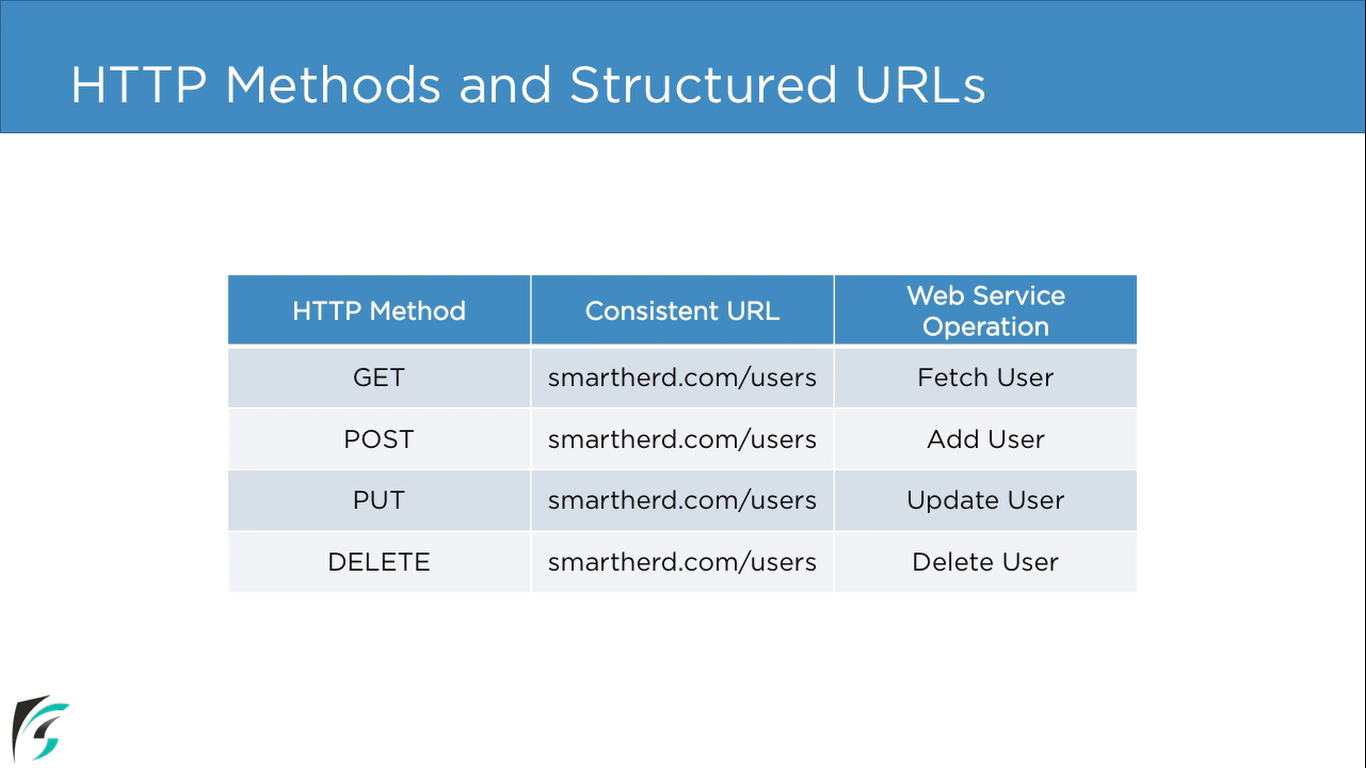 HTTP Methods and Structured URLs
HTTP Method
Consistent URL
Web Service
Operation
GET
smartherd.com/users
Fetch User
POST
smartherd.com/users
Add User
PUT
smartherd.com/users
Update User
DELETE
smartherd.com/users
Delete User